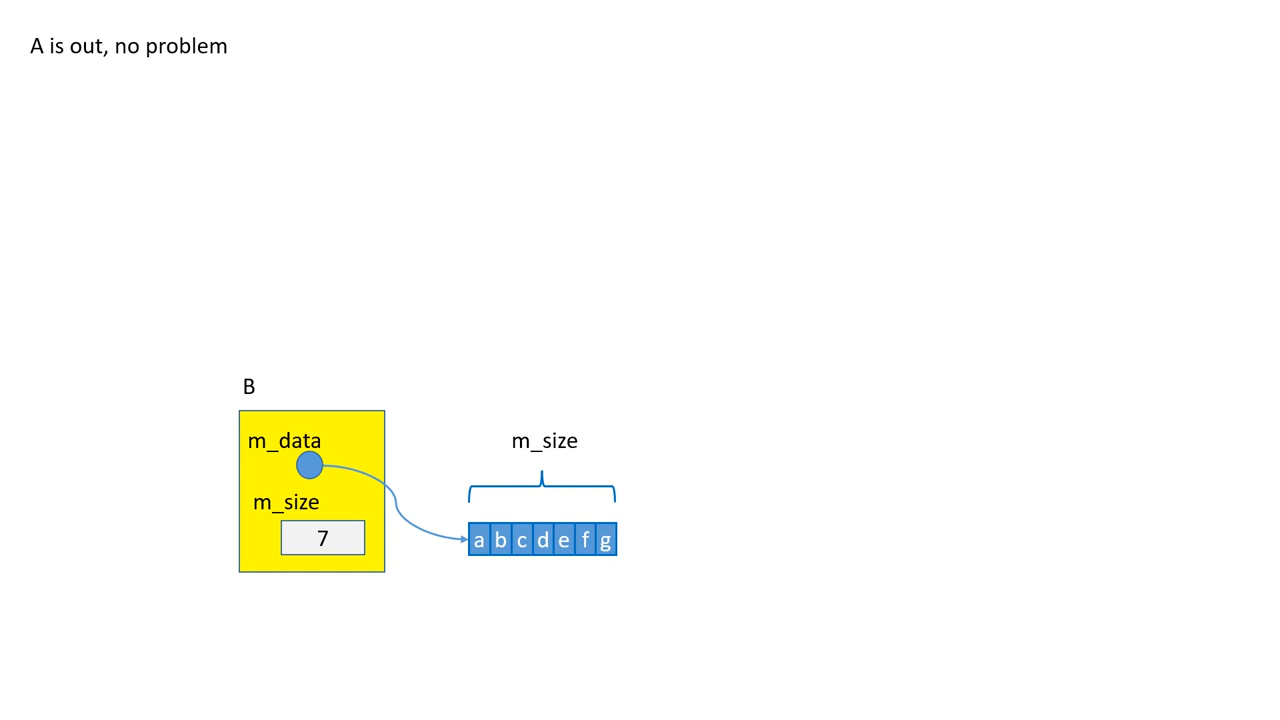 A is out, no problem
B
m_data
m_size
m_size
7
a b c d e f g